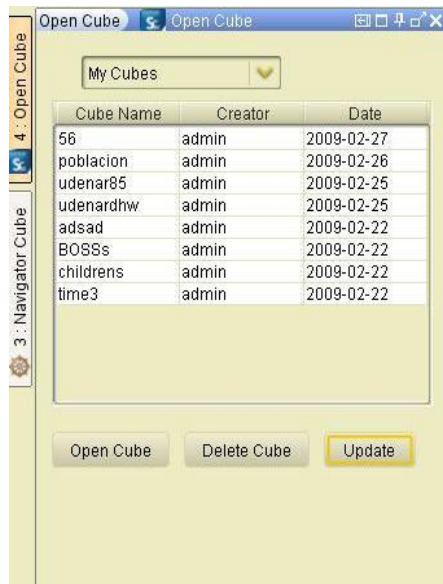 Open Cube Open Cube
4 : Open Cube
3 : Navigator Cube
My Cubes
Cube Name Creator Date
56 admin 2009-02-27
poblacion admin 2009-02-26
udenar85 admin 2009-02-25
udenardhw admin 2009-02-25
adsad admin 2009-02-22
BOSSs admin 2009-02-22
childrens admin 2009-02-22
time3 admin 2009-02-22
Open Cube Delete Cube Update